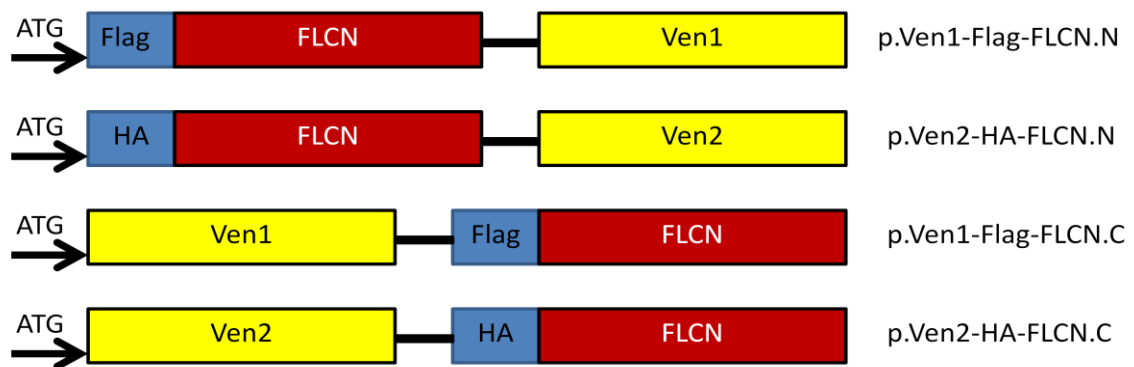 ATG Flag FLCN Ven1 p.Ven1-Flag-FLCN.N
ATG HA FLCN Ven2 p.Ven2-HA-FLCN.N
ATG Ven1 Flag FLCN p.Ven1-Flag-FLCN.C
ATG Ven2 HA FLCN p.Ven2-HA-FLCN.C